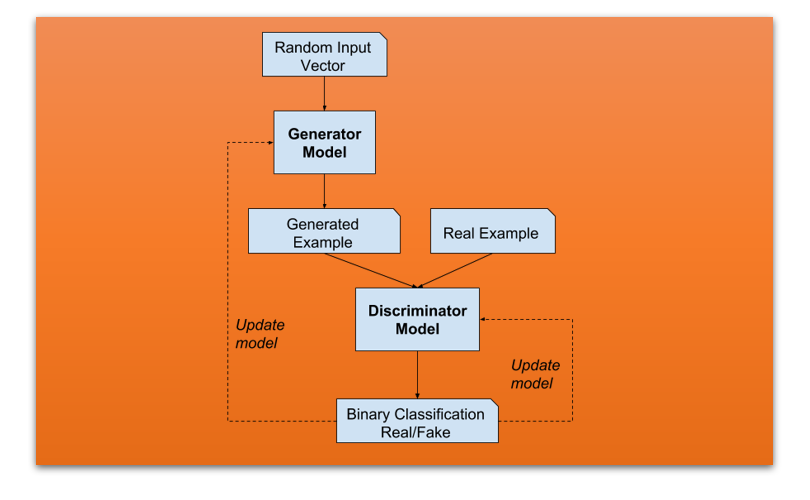 Random Input
Vector
Generator
Model
Generated
Example
Real Example
Discriminator
Model
Update
model
Update
model
Binary Classification
Real/Fake